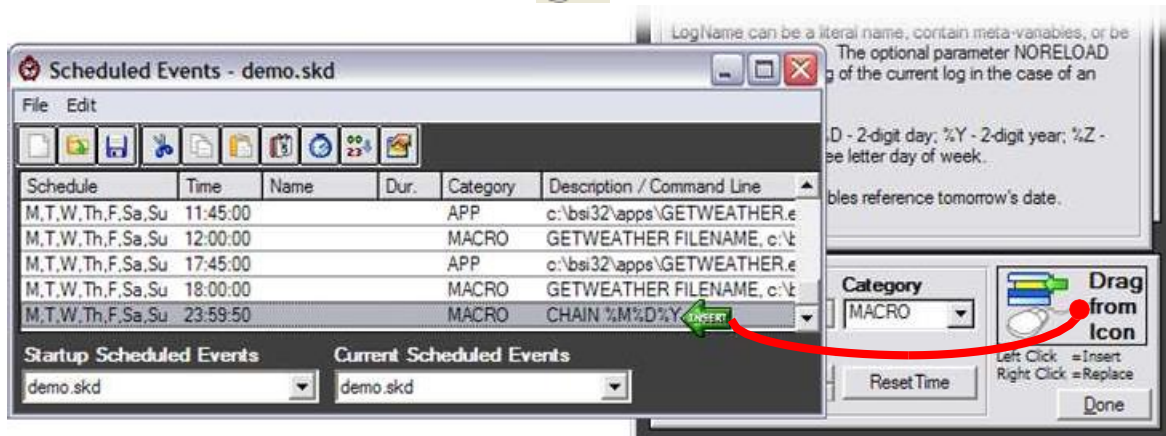 LogName can be a literal name, contain meta-variables, or be
The optional parameter NORELOAD
g of the current log in the case of an
%D - 2-digit day; %Y - 2-digit year; %Z -
ee letter day of week.
bles reference tomorrow's date.
Scheduled Events - demo.skd
File Edit
Schedule Time Name Dur. Category Description / Command Line
M,T,W,Th,F,Sa,Su 11:45:00 APP c:\bsi32\apps\GETWEATHER.e
M,T,W,Th,F,Sa,Su 12:00:00 MACRO GETWEATHER FILENAME, c:\b
M,T,W,Th,F,Sa,Su 17:45:00 APP c:\bsi32\apps\GETWEATHER.e
M,T,W,Th,F,Sa,Su 18:00:00 MACRO GETWEATHER FILENAME, c:\b
M,T,W,Th,F,Sa,Su 23:59:50 MACRO CHAIN %M%D%Y
INSERT
Startup Scheduled Events Current Scheduled Events
demo.skd demo.skd
Category
MACRO
Reset Time
Drag
from
Icon
Left Click =Insert
Right Click =Replace
Done